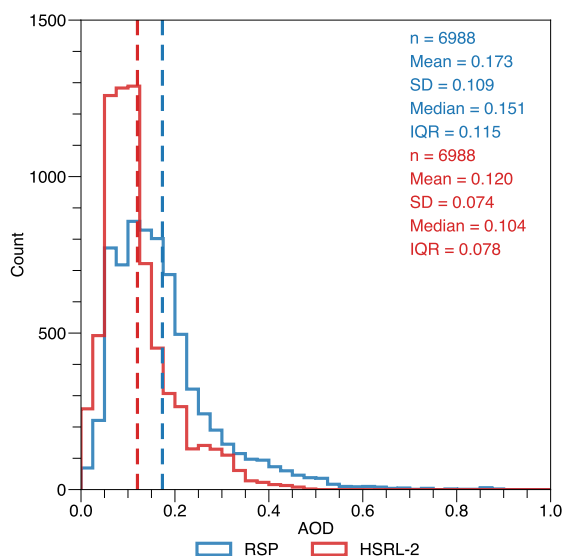 1500
1000
500
0
Count
n = 6988
Mean = 0.173
SD = 0.109
Median = 0.151
IQR = 0.115
n = 6988
Mean = 0.120
SD = 0.074
Median = 0.104
IQR = 0.078
0.0 0.2 0.4 0.6 0.8 1.0
AOD
RSP HSRL-2